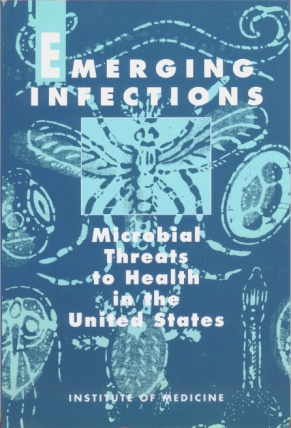 EMERGING
INFECTIONS
Microbial
Threats
to Health
in the
United States
INSTITUTE OF MEDICINE